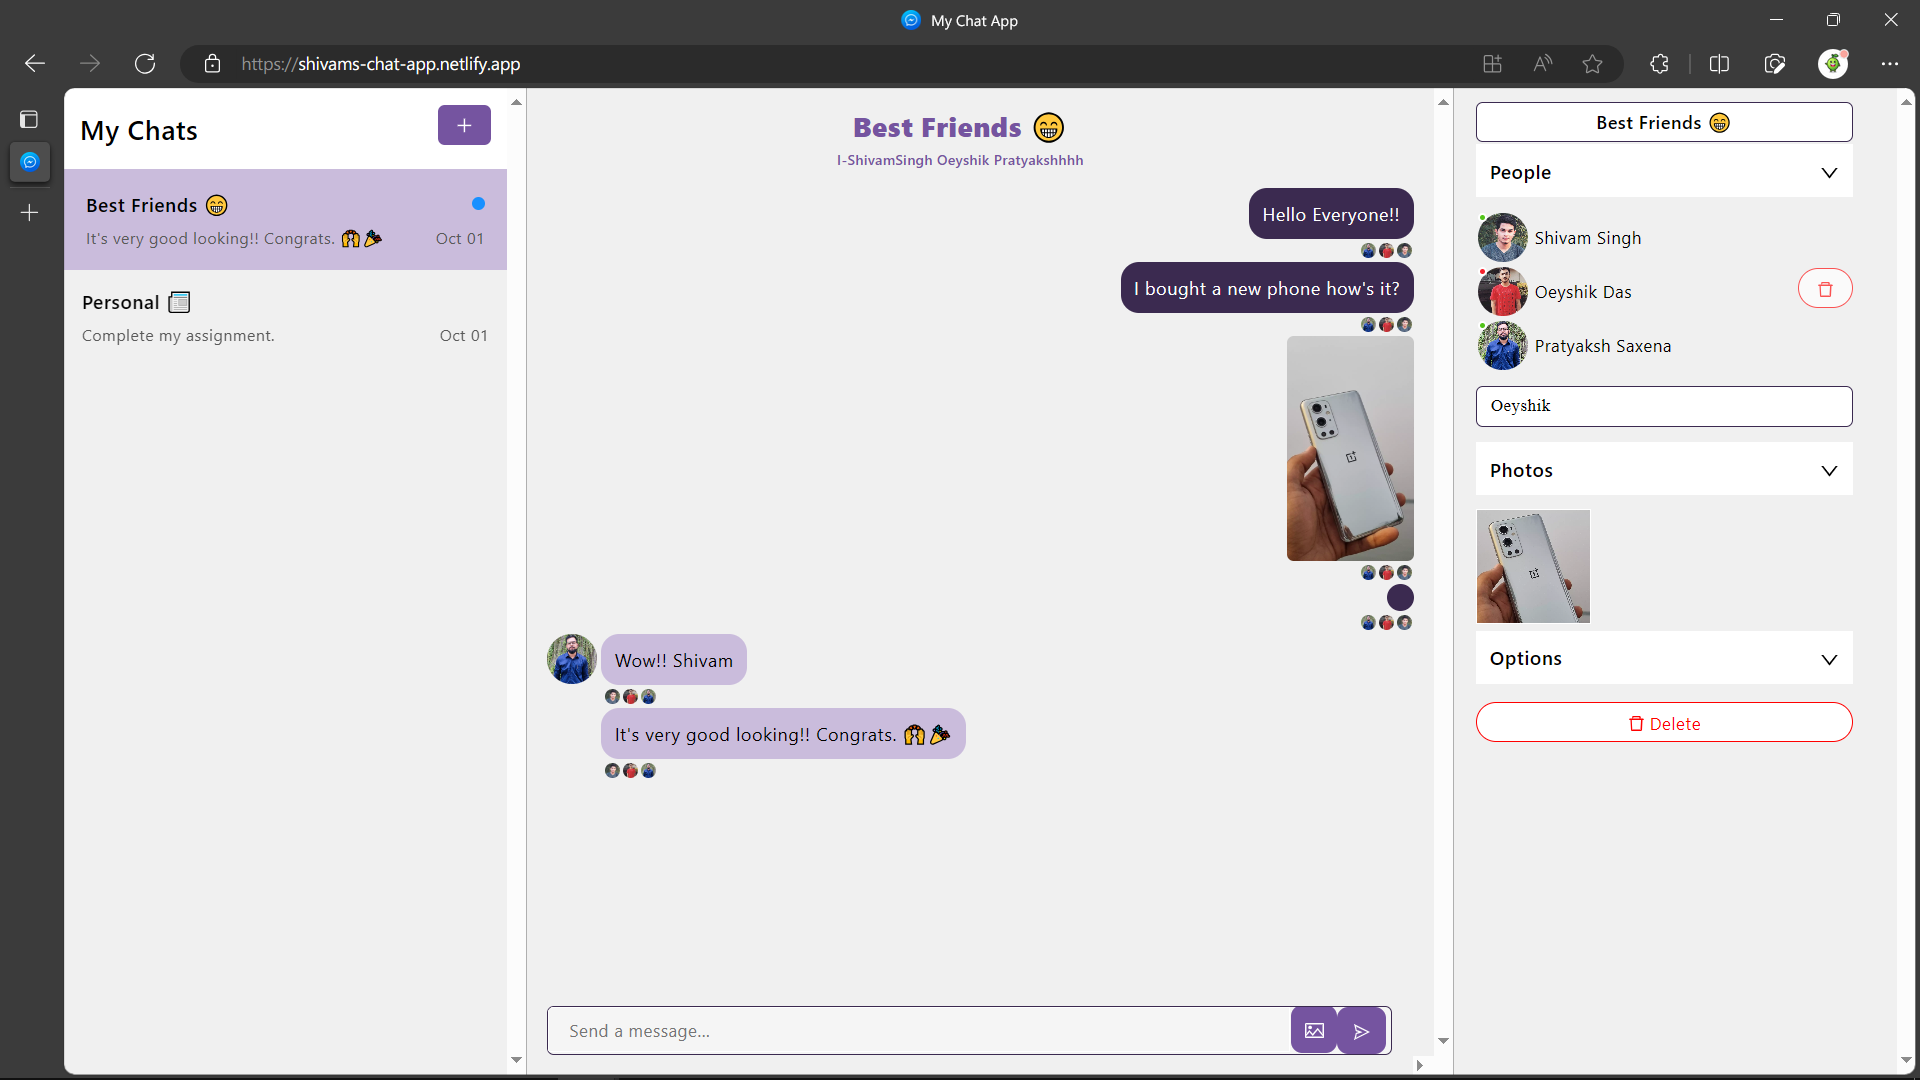 My Chat App
https://shivams-chat-app.netlify.app
My Chats
+
Best Friends 😁
It's very good looking!! Congrats. 🙌🎉 Oct 01
Personal 📰
Complete my assignment. Oct 01
Best Friends 😁
I-ShivamSingh Oeyshik Pratyakshhhh
Hello Everyone!!
I bought a new phone how's it?
Wow!! Shivam
It's very good looking!! Congrats. 🙌🎉
Send a message...
Best Friends 😁
People
Shivam Singh
Oeyshik Das
Pratyaksh Saxena
Oeyshik
Photos
Options
Delete